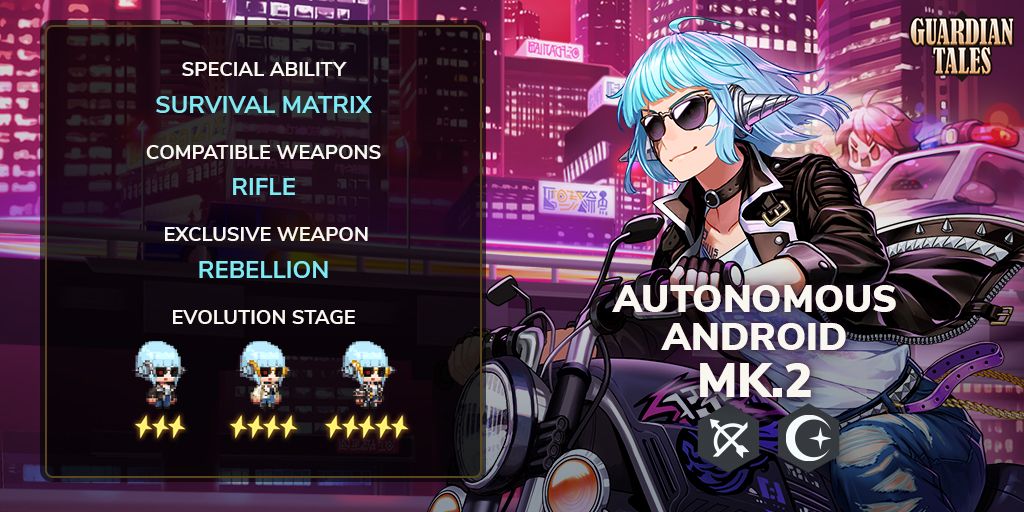 SPECIAL ABILITY
SURVIVAL MATRIX
COMPATIBLE WEAPONS
RIFLE
EXCLUSIVE WEAPON
REBELLION
EVOLUTION STAGE
GUARDIAN
TALES
AUTONOMOUS
ANDROID
MK.2